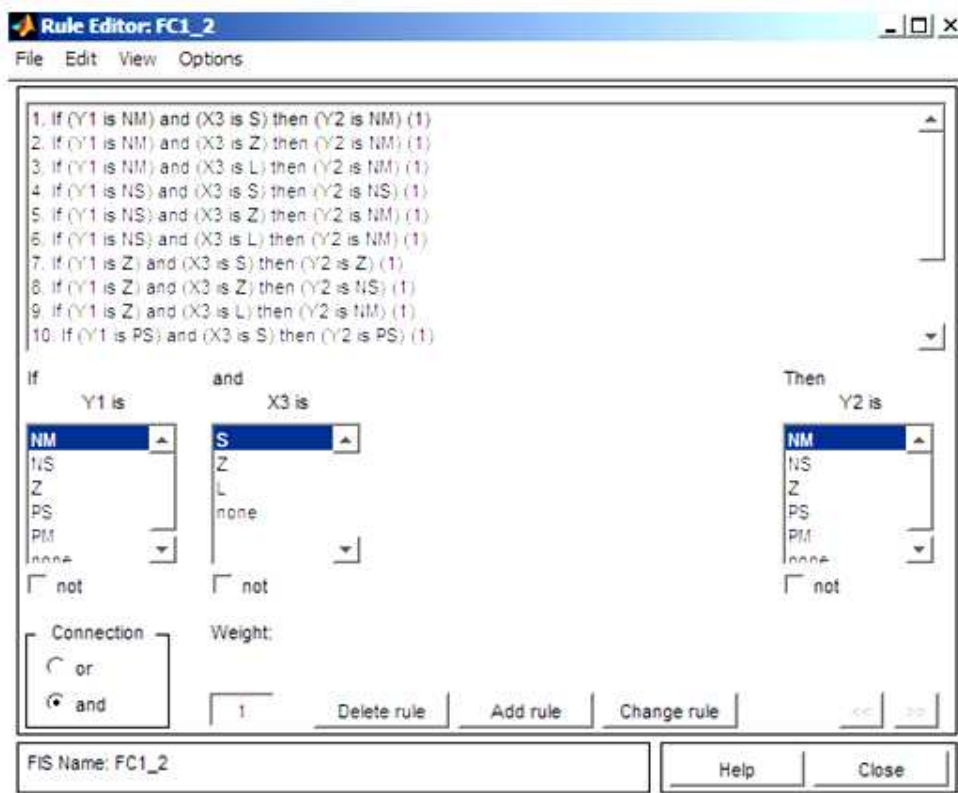 Rule Editor: FC1_2
File Edit View Options
1. If (Y1 is NM) and (X3 is S) then (Y2 is NM) (1)
2. If (Y1 is NM) and (X3 is Z) then (Y2 is NM) (1)
3. If (Y1 is NM) and (X3 is L) then (Y2 is NM) (1)
4. If (Y1 is NS) and (X3 is S) then (Y2 is NS) (1)
5. If (Y1 is NS) and (X3 is Z) then (Y2 is NM) (1)
6. If (Y1 is NS) and (X3 is L) then (Y2 is NM) (1)
7. If (Y1 is Z) and (X3 is S) then (Y2 is Z) (1)
8. If (Y1 is Z) and (X3 is Z) then (Y2 is NS) (1)
9. If (Y1 is Z) and (X3 is L) then (Y2 is NM) (1)
10. If (Y1 is PS) and (X3 is S) then (Y2 is PS) (1)
If and Then
Y1 is X3 is Y2 is
NM S NM
NS Z NS
Z L Z
PS none PS
PM PM
none none
not not not
Connection Weight:
or
and 1 Delete rule Add rule Change rule << >>
FIS Name: FC1_2 Help Close